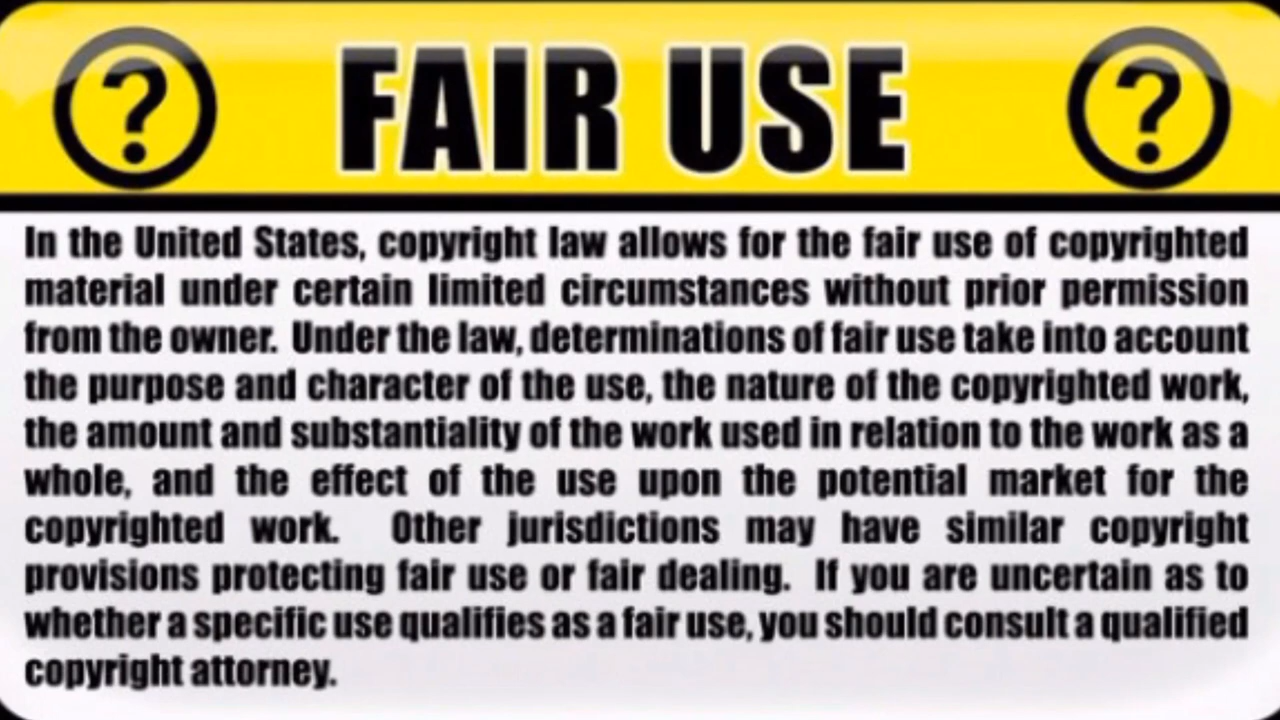 ? FAIR USE ?
In the United States, copyright law allows for the fair use of copyrighted
material under certain limited circumstances without prior permission
from the owner. Under the law, determinations of fair use take into account
the purpose and character of the use, the nature of the copyrighted work,
the amount and substantiality of the work used in relation to the work as a
whole, and the effect of the use upon the potential market for the
copyrighted work. Other jurisdictions may have similar copyright
provisions protecting fair use or fair dealing. If you are uncertain as to
whether a specific use qualifies as a fair use, you should consult a qualified
copyright attorney.